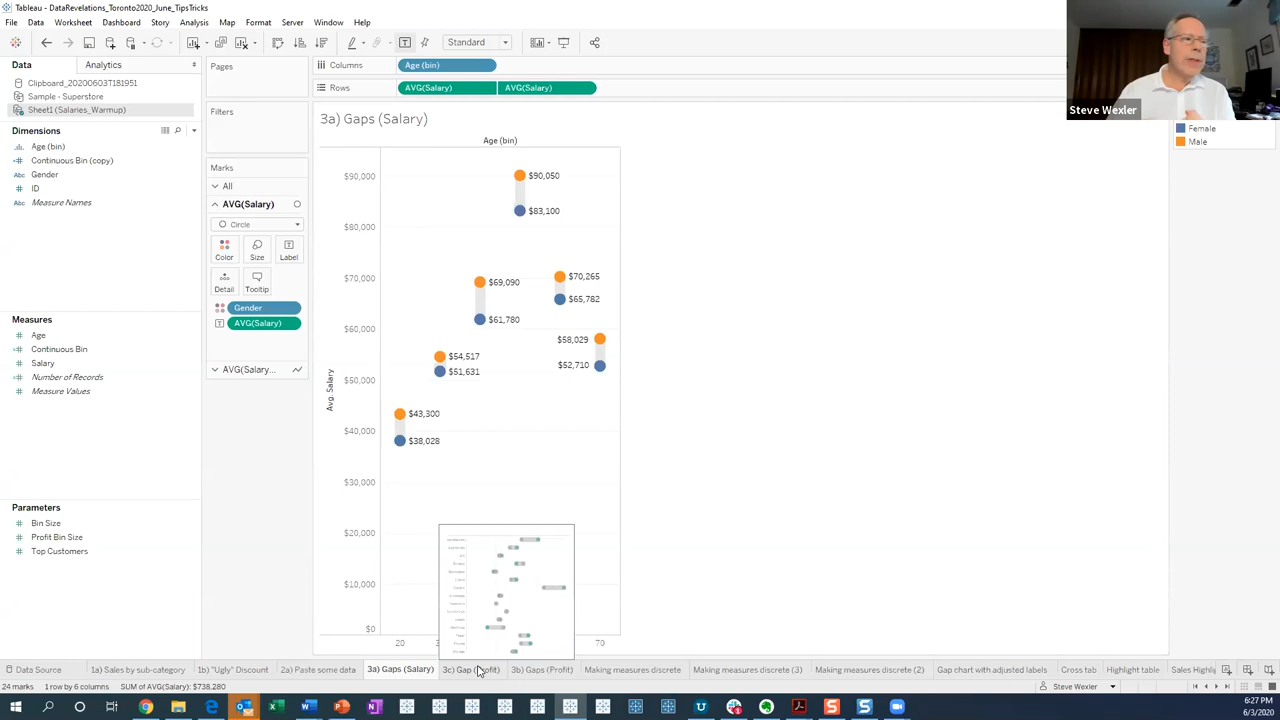 Tableau - DataRevelations_Toronto2020_June_TipsTricks
File Data Worksheet Dashboard Story Analysis Map Format Server Window Help
Standard
Steve Wexler
Data Analytics
Clipboard_20200603T181951
Sample - Superstore
Sheet1 (Salaries_Warmup)
Dimensions
Age (bin)
Continuous Bin (copy)
Abc Gender
ID
Abc Measure Names
Measures
Age
Continuous Bin
Salary
Number of Records
Measure Values
Parameters
Bin Size
Profit Bin Size
Top Customers
Pages
Filters
Marks
All
AVG(Salary)
Circle
Color Size Label
Detail Tooltip
Gender
AVG(Salary)
AVG(Salary...
Columns Age (bin)
Rows AVG(Salary) AVG(Salary)
3a) Gaps (Salary)
Age (bin)
Female
Male
$90,000
$80,000
$70,000
$60,000
$50,000
$40,000
$30,000
$20,000
$10,000
$0
Avg. Salary
$90,050
$83,100
$69,090
$70,265
$65,782
$61,780
$58,029
$54,517
$52,710
$51,631
$43,300
$38,028
20 70
Data Source 1a) Sales by sub-category 1b) "Ugly" Discount 2a) Paste some data 3a) Gaps (Salary) 3c) Gap (Profit) 3b) Gaps (Profit) Making measures discrete Making measures discrete (3) Making measures discrete (2) Gap chart with adjusted labels Cross tab Highlight table Sales Highli
24 marks 1 row by 6 columns SUM of AVG(Salary): $738,280 Steve Wexler
6:27 PM
6/3/2020